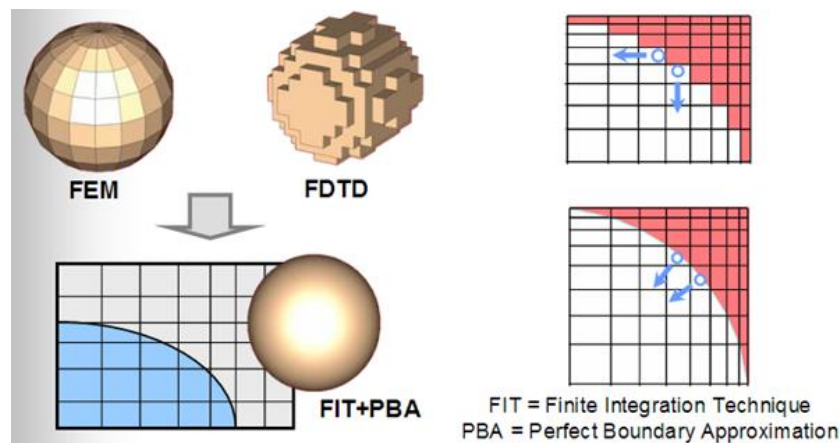 FEM
FDTD
FIT+PBA
FIT = Finite Integration Technique
PBA = Perfect Boundary Approximation